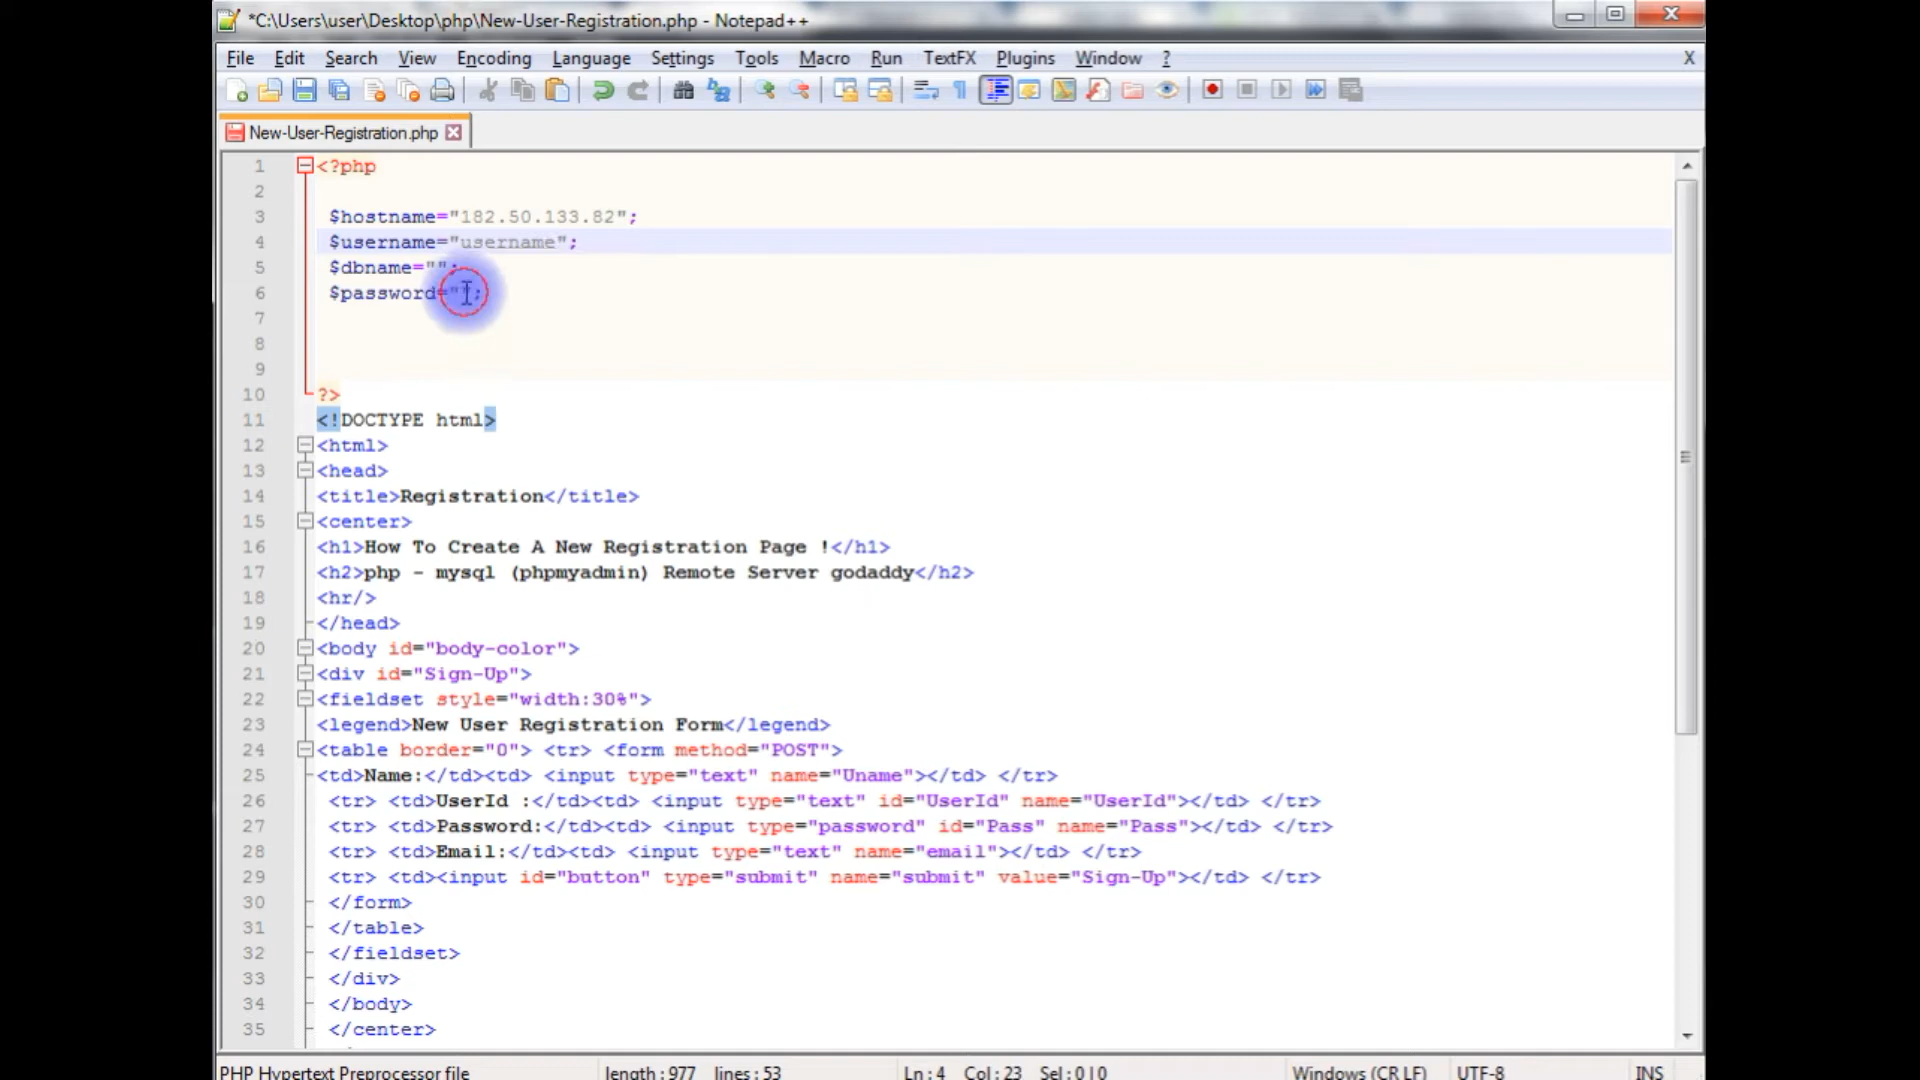 *C:\Users\user\Desktop\php\New-User-Registration.php - Notepad++
File Edit Search View Encoding Language Settings Tools Macro Run TextFX Plugins Window ? X
New-User-Registration.php
1 <?php
2
3 $hostname="182.50.133.82";
4 $username="username";
5 $dbname="";
6 $password="";
7
8
9
10 ?>
11 <!DOCTYPE html>
12 <html>
13 <head>
14 <title>Registration</title>
15 <center>
16 <h1>How To Create A New Registration Page !</h1>
17 <h2>php - mysql (phpmyadmin) Remote Server godaddy</h2>
18 <hr/>
19 </head>
20 <body id="body-color">
21 <div id="Sign-Up">
22 <fieldset style="width:30%">
23 <legend>New User Registration Form</legend>
24 <table border="0"> <tr> <form method="POST">
25 <td>Name:</td><td> <input type="text" name="Uname"></td> </tr>
26 <tr> <td>UserId :</td><td> <input type="text" id="UserId" name="UserId"></td> </tr>
27 <tr> <td>Password:</td><td> <input type="password" id="Pass" name="Pass"></td> </tr>
28 <tr> <td>Email:</td><td> <input type="text" name="email"></td> </tr>
29 <tr> <td><input id="button" type="submit" name="submit" value="Sign-Up"></td> </tr>
30 </form>
31 </table>
32 </fieldset>
33 </div>
34 </body>
35 </center>
PHP Hypertext Preprocessor file length : 977 lines : 53 Ln : 4 Col : 23 Sel : 0 | 0 Windows (CR LF) UTF-8 INS